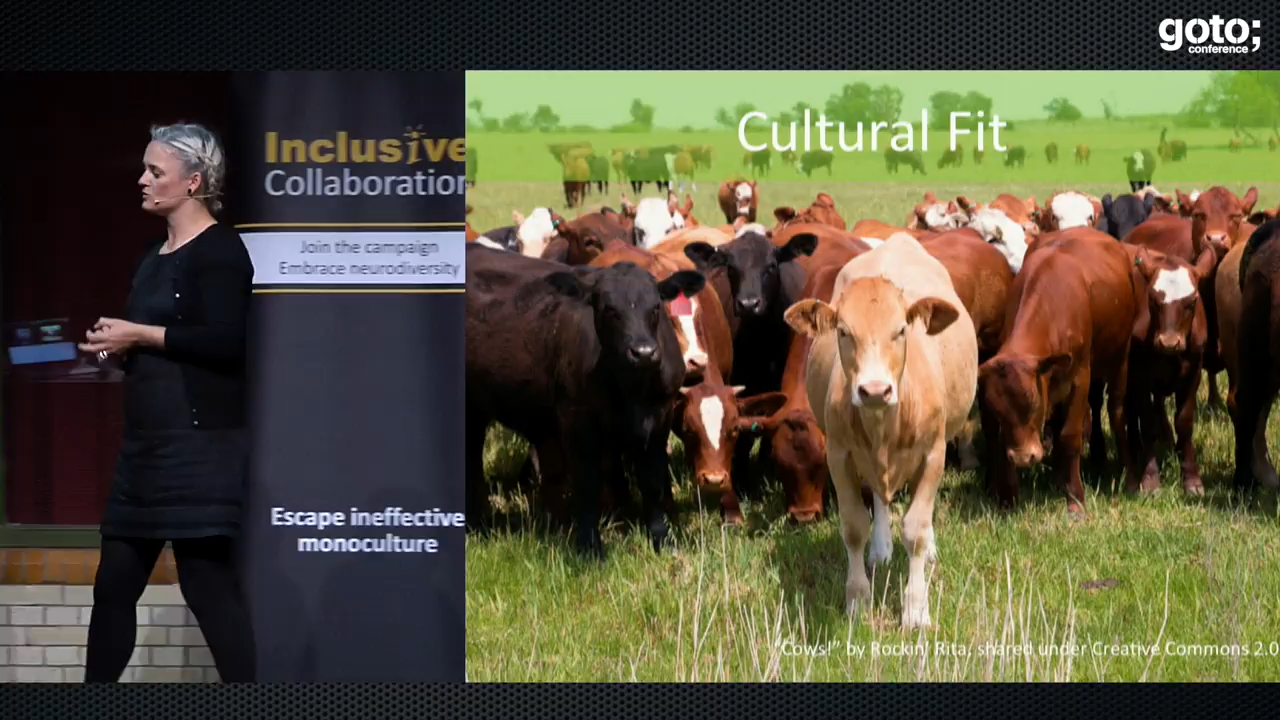 goto;
conference
Inclusive
Collaboration
Join the campaign
Embrace neurodiversity
Escape ineffective
monoculture
Cultural Fit
"Cows!" by Rockin' Rita, shared under Creative Commons 2.0